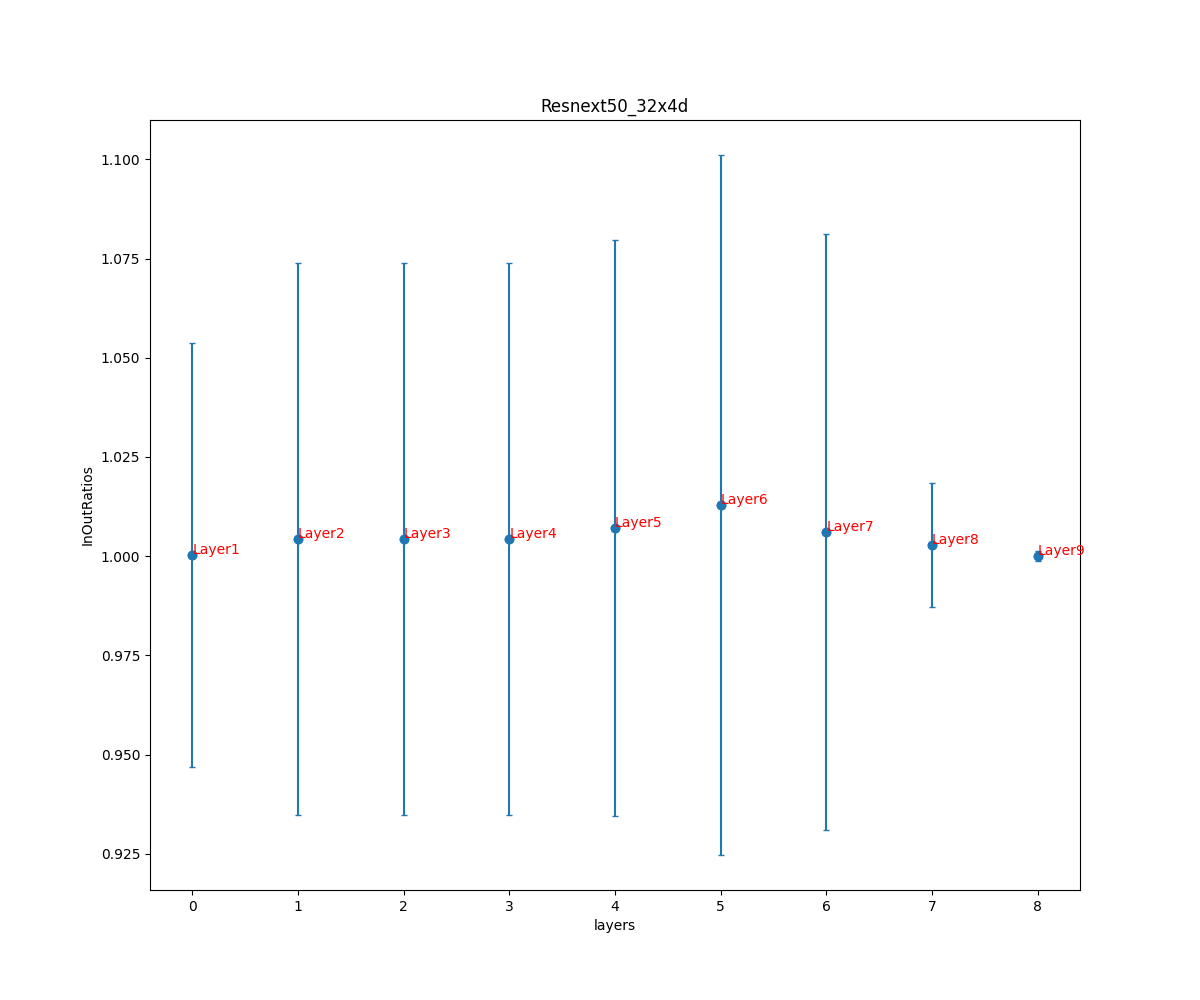 Resnext50_32x4d
1.100
1.075
1.050
1.025
1.000
0.975
0.950
0.925
InOutRatios
Layer1
Layer2
Layer3
Layer4
Layer5
Layer6
Layer7
Layer8
Layer9
0 1 2 3 4 5 6 7 8
layers